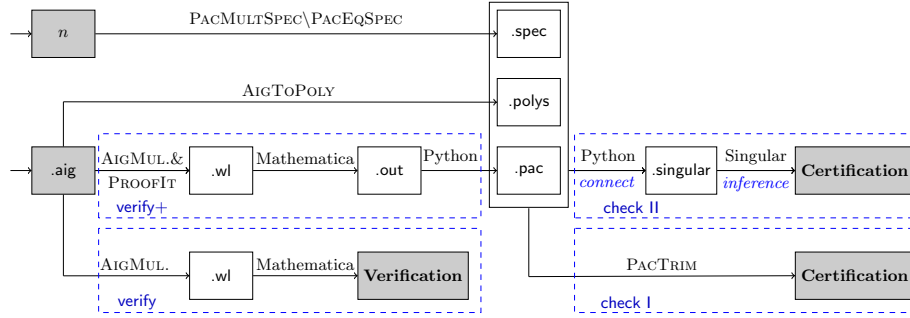 PACMULTSPEC\PACEQSPEC
n
.spec
AIGTOPOLY
.polys
.aig
AIGMUL.&
PROOFIT
.wl
Mathematica
.out
Python
.pac
Python
connect
.singular
Singular
inference
Certification
verify+
check II
AIGMUL.
.wl
Mathematica
Verification
verify
PACTRIM
Certification
check I